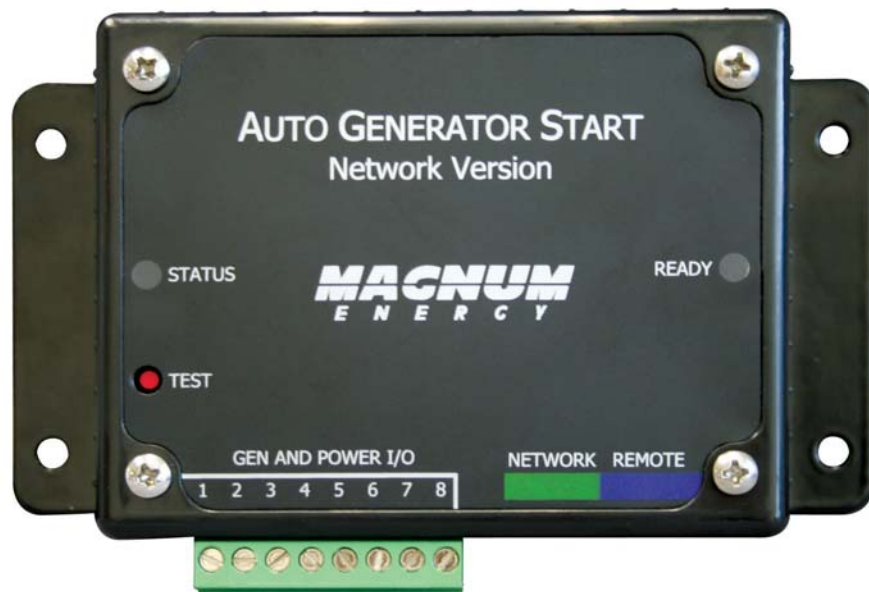 AUTO GENERATOR START
Network Version
STATUS
READY
MAGNUM
ENERGY
TEST
GEN AND POWER I/O
NETWORK REMOTE
1 2 3 4 5 6 7 8